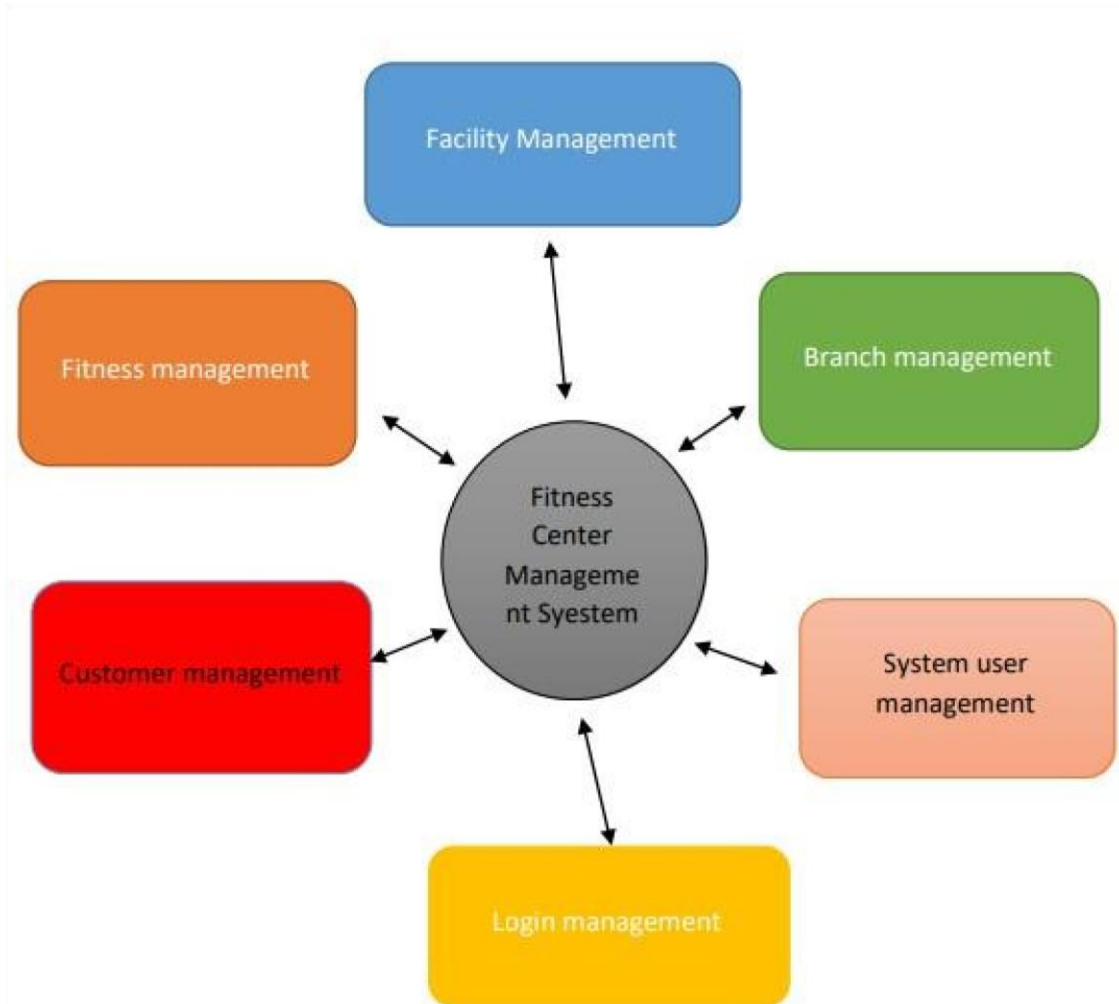 Facility Management
Fitness management
Branch management
Fitness
Center
Manageme
nt Syestem
Customer management
System user
management
Login management